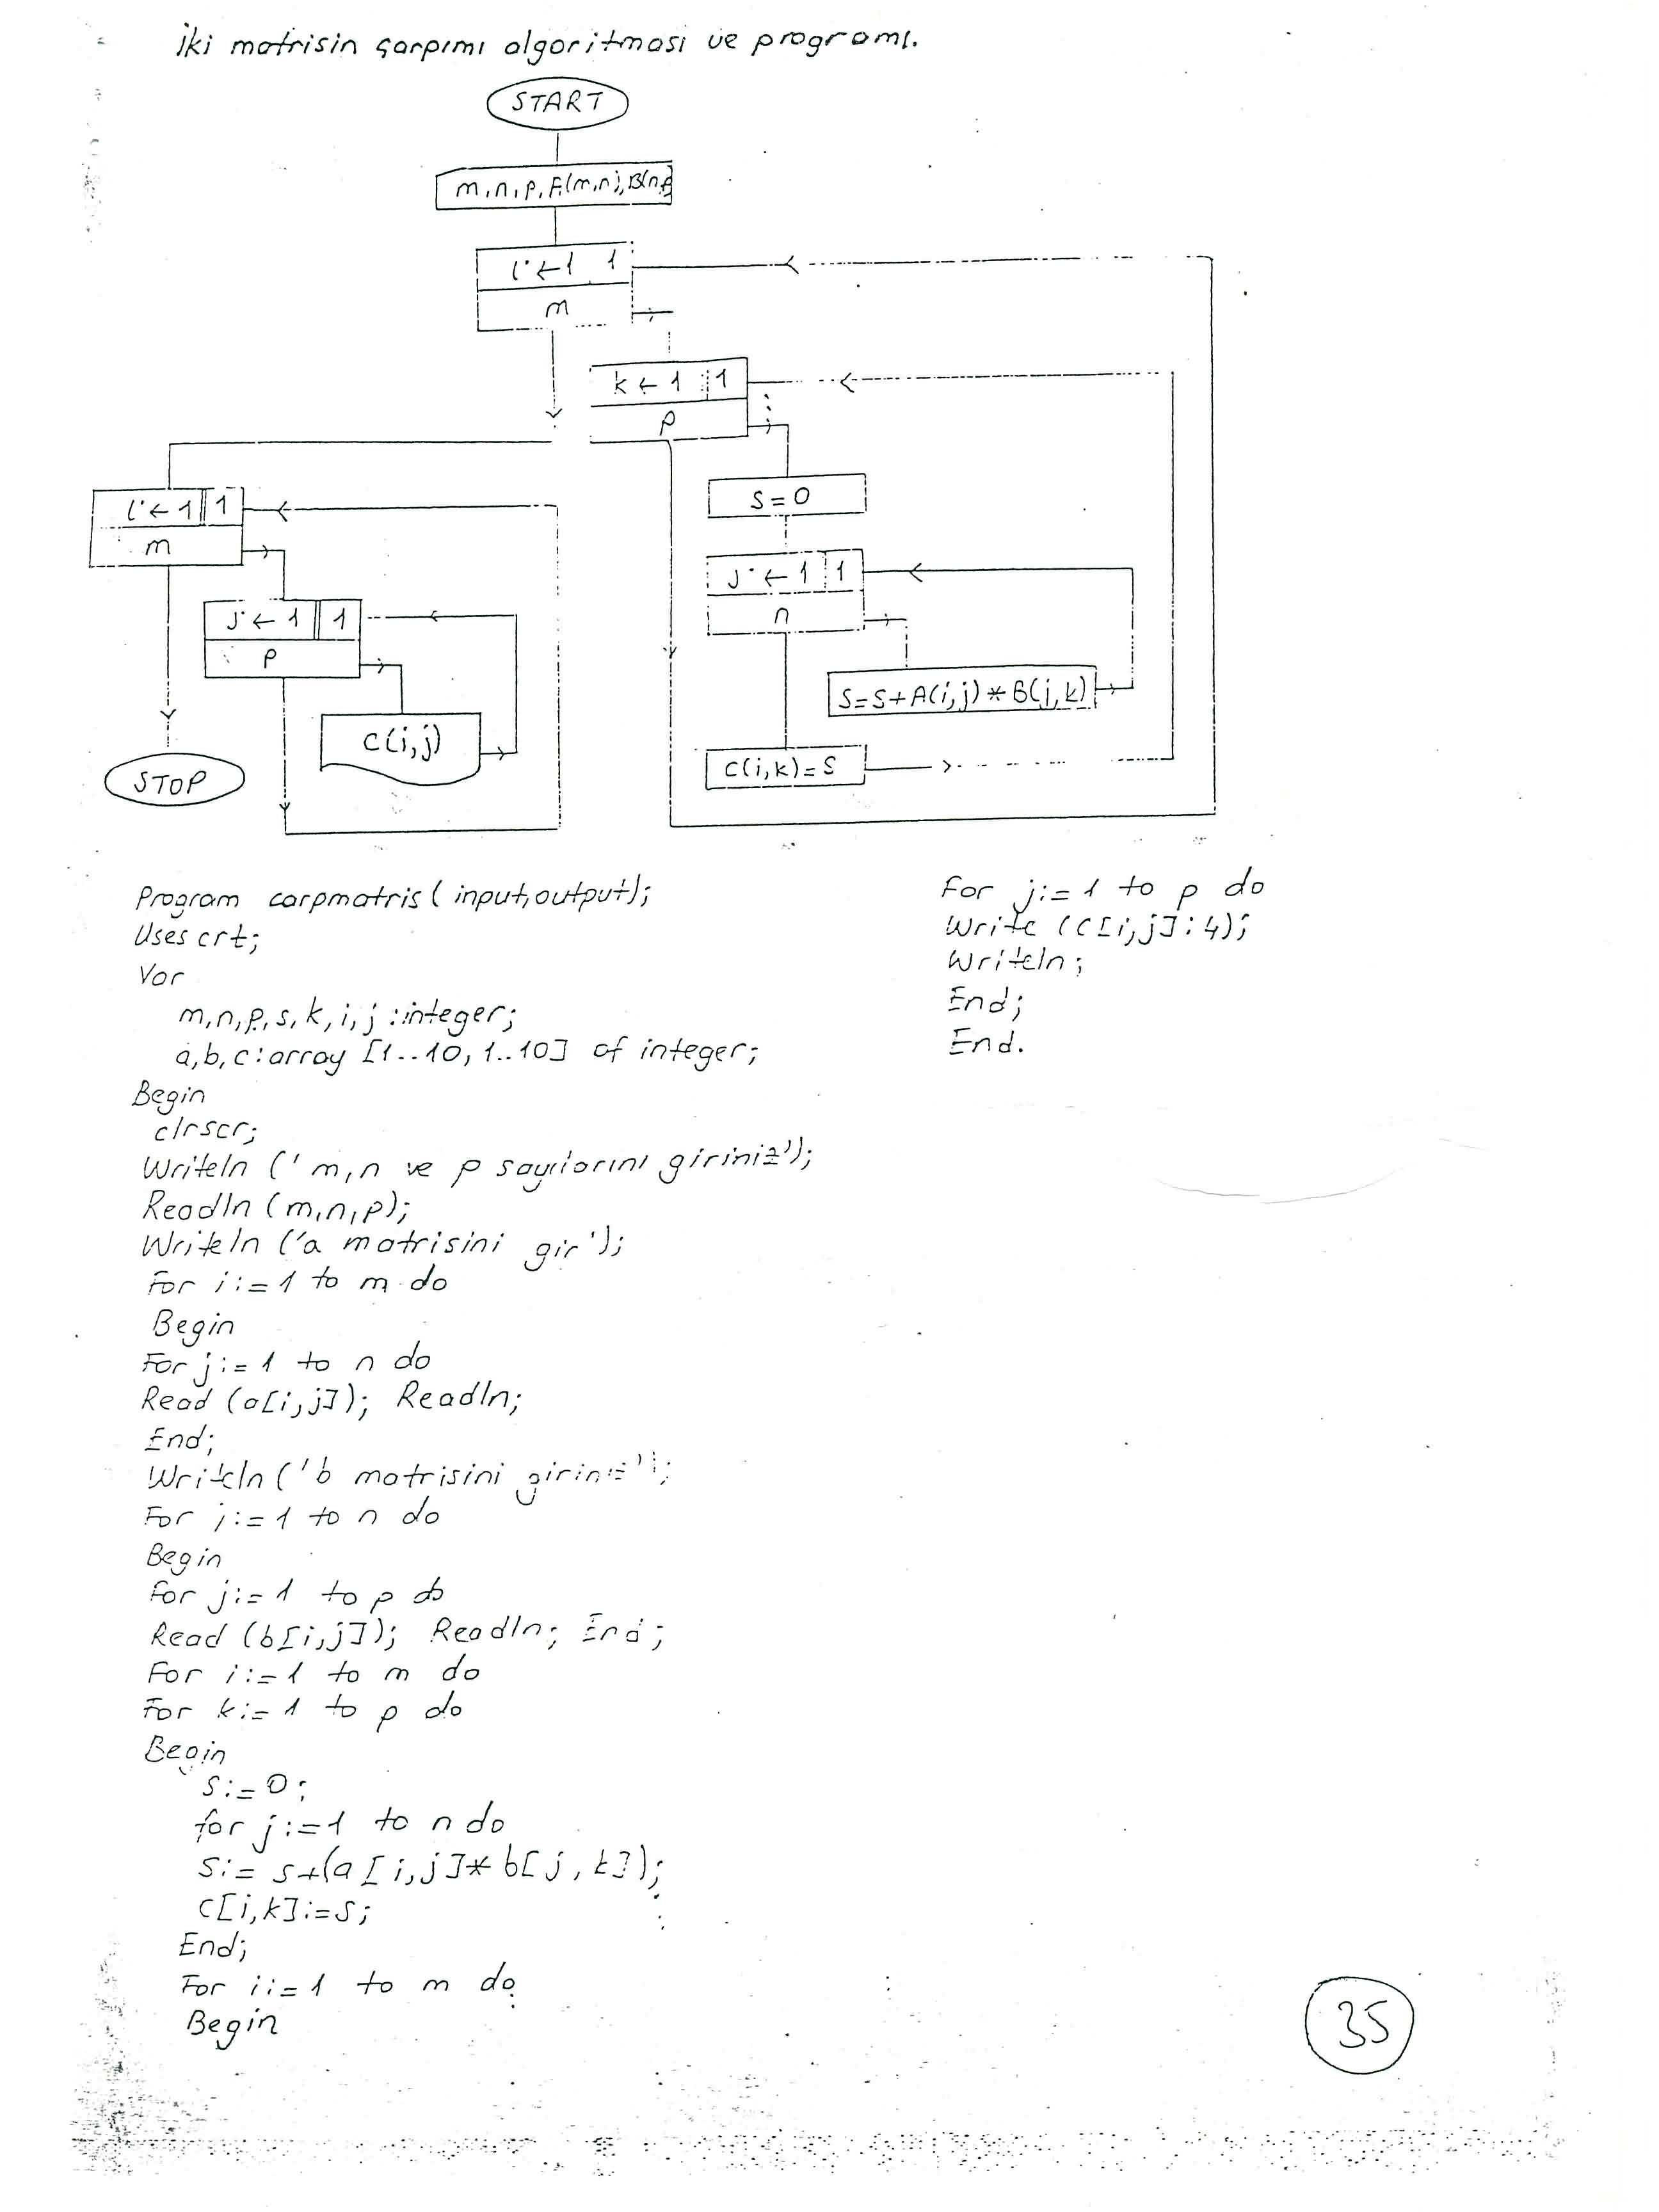 İki matrisin çarpımı algoritması ve programı.
START
m,n,p,A(m,n),B(n,p)
i←1 1
m
k←1 1
p
i←1 1
m
S=0
j←1 1
n
j←1 1
p
S=S+A(i,j)*B(j,k)
C(i,j)
C(i,k)=S
STOP
Program carpmatris(input,output);
Uses crt;
Var
m,n,p,s,k,i,j:integer;
a,b,c:array [1..10,1..10] of integer;
Begin
clrscr;
Writeln ('m,n ve p sayılarını giriniz');
Readln (m,n,p);
Writeln ('a matrisini gir');
For i:=1 to m do
Begin
For j:=1 to n do
Read (a[i,j]); Readln;
End;
Writeln ('b matrisini giriniz');
For i:=1 to n do
Begin
for j:=1 to p do
Read (b[i,j]); Readln; End;
For i:=1 to m do
For k:=1 to p do
Begin
S:=0;
for j:=1 to n do
S:= s+(a[i,j]*b[j,k]);
c[i,k]:=s;
End;
For i:=1 to m do
Begin
For j:=1 to p do
Write (c[i,j]:4);
Writeln;
End;
End.
35